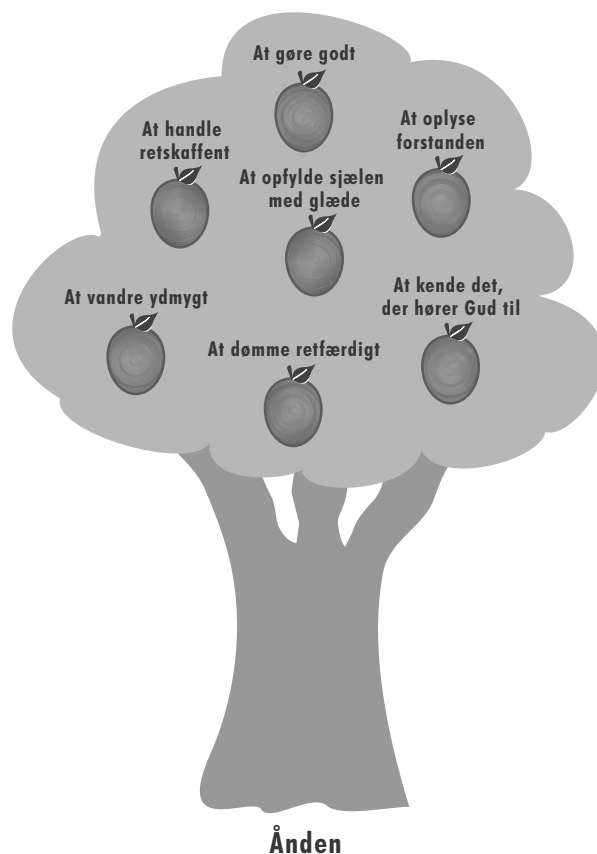 At gøre godt
At handle
retskaffent
At oplyse
forstanden
At opfylde sjælen
med glæde
At vandre ydmygt
At kende det,
der hører Gud til
At dømme retfærdigt
Ånden